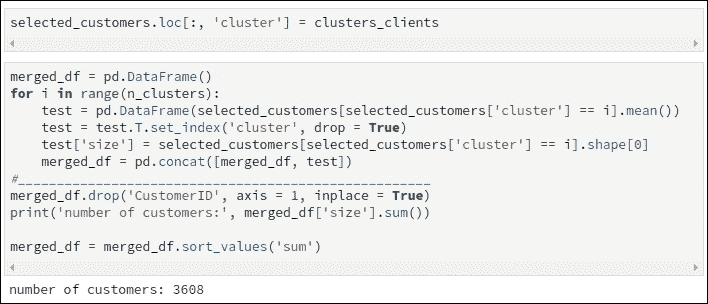 selected_customers.loc[:, 'cluster'] = clusters_clients
merged_df = pd.DataFrame()
for i in range(n_clusters):
    test = pd.DataFrame(selected_customers[selected_customers['cluster'] == i].mean())
    test = test.T.set_index('cluster', drop = True)
    test['size'] = selected_customers[selected_customers['cluster'] == i].shape[0]
    merged_df = pd.concat([merged_df, test])
#_____________________________________________________
merged_df.drop('CustomerID', axis = 1, inplace = True)
print('number of customers:', merged_df['size'].sum())
merged_df = merged_df.sort_values('sum')
number of customers: 3608